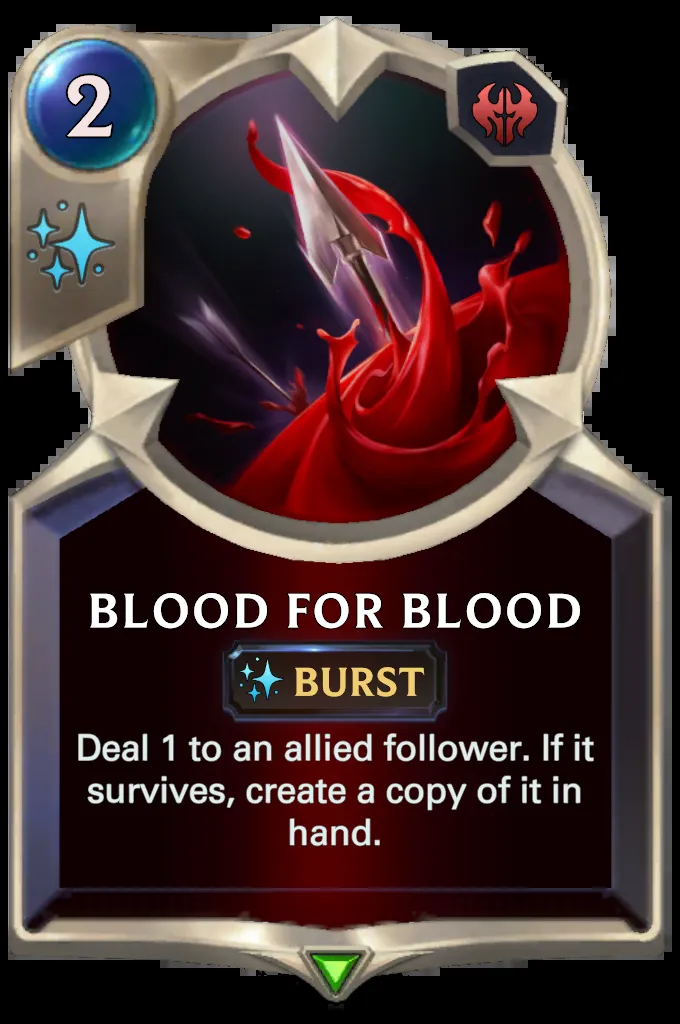 2
BLOOD FOR BLOOD
BURST
Deal 1 to an allied follower. If it
survives, create a copy of it in
hand.